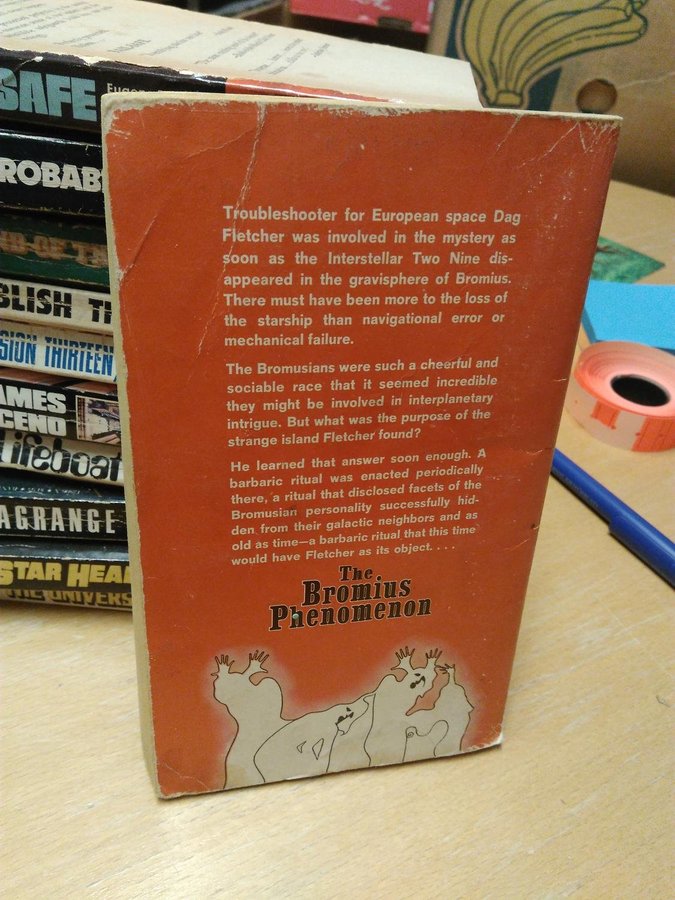 SAFE
Euge
ROBAB
BLISH T
SION THIRTEEN
AMES
CENO
Lifeboat
AGRANGE
STAR HEA
THE UNIVERS
Troubleshooter for European space Dag
Fletcher was involved in the mystery as
soon as the Interstellar Two Nine dis-
appeared in the gravisphere of Bromius.
There must have been more to the loss of
the starship than navigational error or
mechanical failure.
The Bromusians were such a cheerful and
sociable race that it seemed incredible
they might be involved in interplanetary
intrigue. But what was the purpose of the
strange island Fletcher found?
He learned that answer soon enough. A
barbaric ritual was enacted periodically
there, a ritual that disclosed facets of the
Bromusian personality successfully hid-
den from their galactic neighbors and as
old as time—a barbaric ritual that this time
would have Fletcher as its object. . . .
The
Bromius
Phenomenon